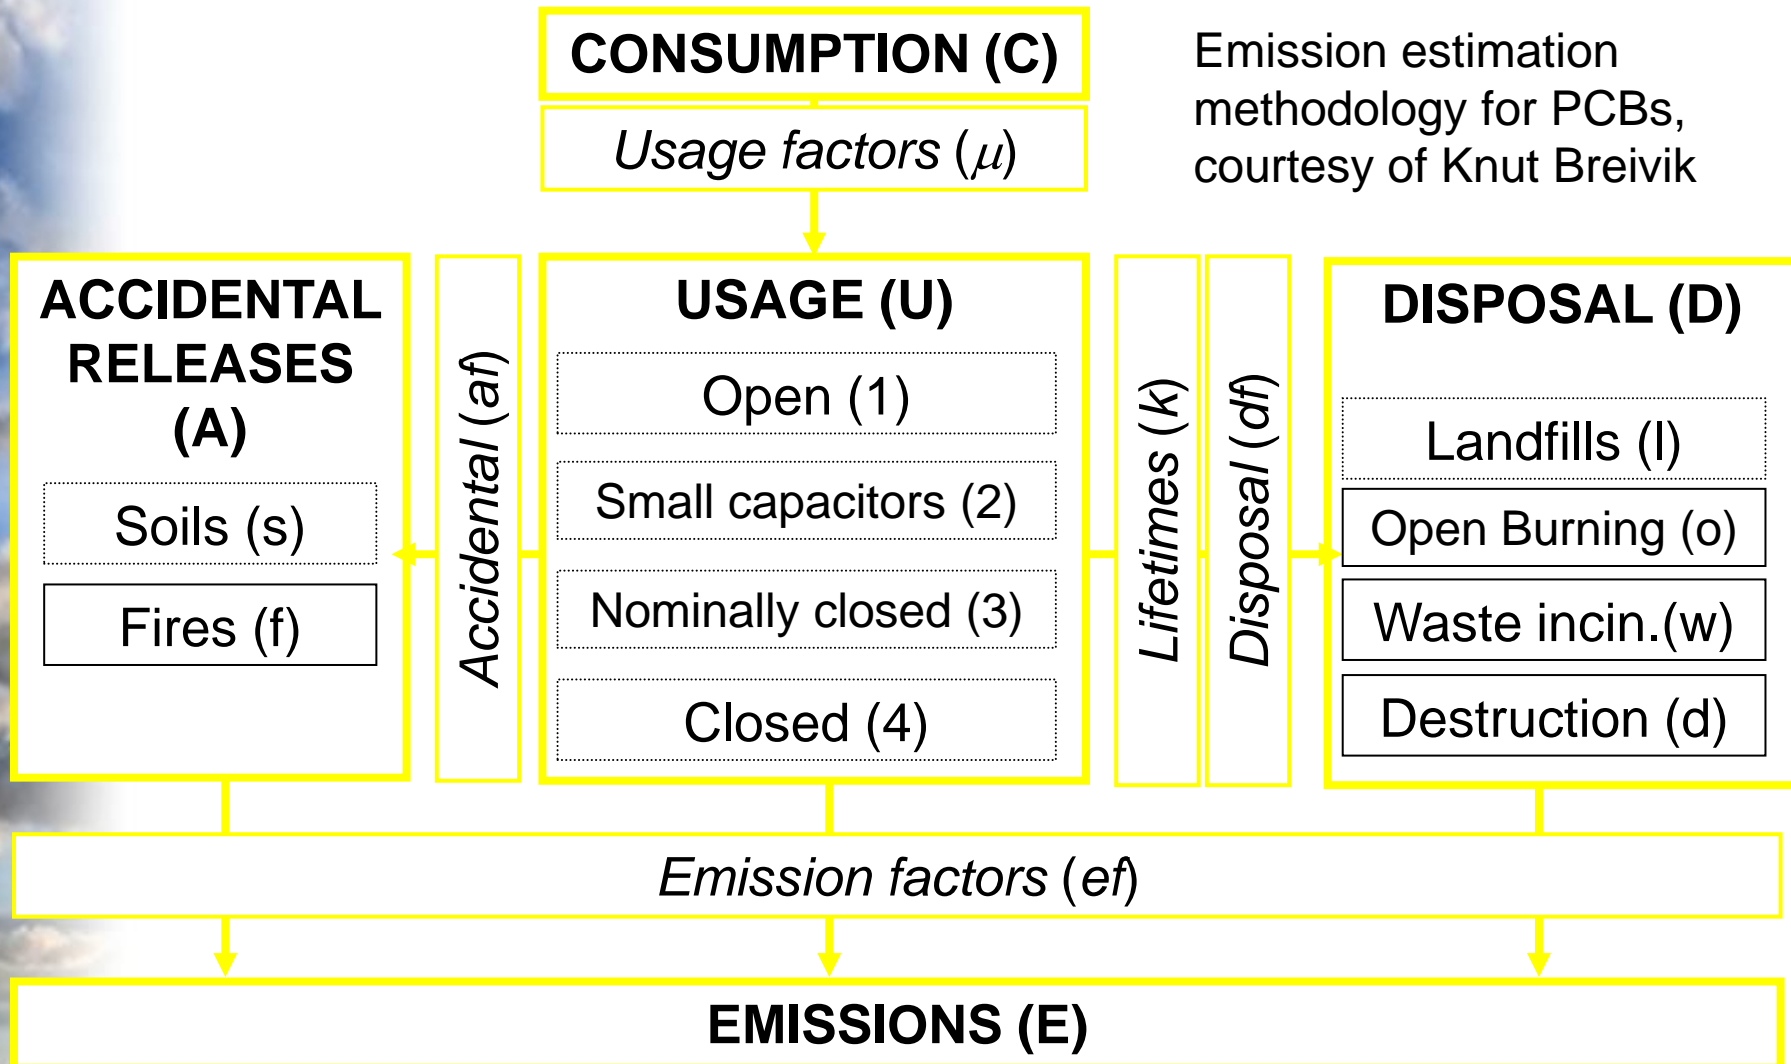 CONSUMPTION (C)
Usage factors (μ)
Emission estimation
methodology for PCBs,
courtesy of Knut Breivik
ACCIDENTAL
RELEASES
(A)
Soils (s)
Fires (f)
Accidental (af)
USAGE (U)
Open (1)
Small capacitors (2)
Nominally closed (3)
Closed (4)
Lifetimes (k)
Disposal (df)
DISPOSAL (D)
Landfills (l)
Open Burning (o)
Waste incin.(w)
Destruction (d)
Emission factors (ef)
EMISSIONS (E)